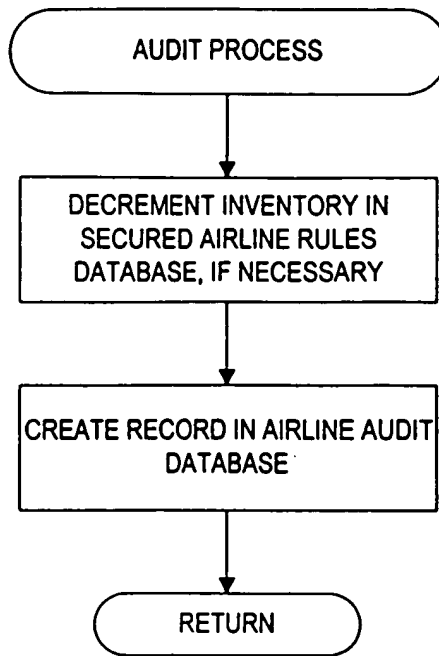 AUDIT PROCESS
DECREMENT INVENTORY IN
SECURED AIRLINE RULES
DATABASE, IF NECESSARY
CREATE RECORD IN AIRLINE AUDIT
DATABASE
RETURN